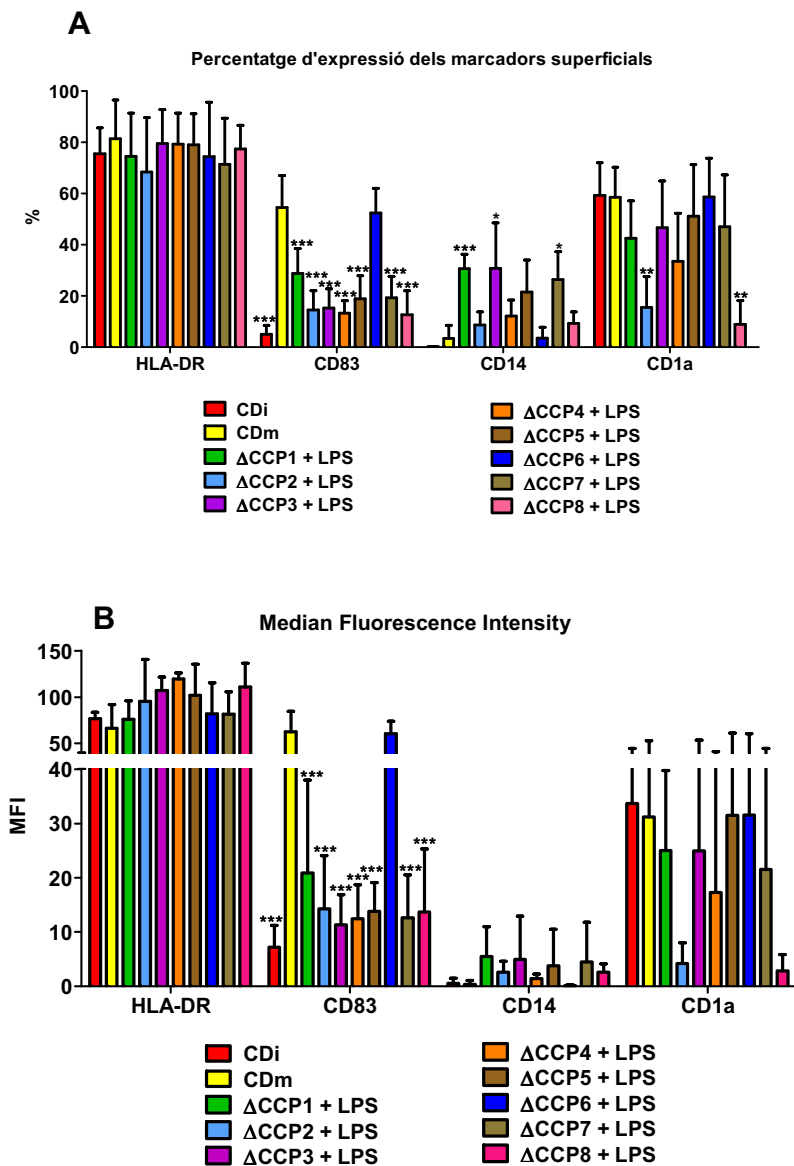 A
Percentatge d'expressió dels marcadors superficials
100
80
60
40
20
0
%
***
***
***
***
***
***
***
***
***
*
*
**
**
HLA-DR
CD83
CD14
CD1a
CDi
CDm
ΔCCP1 + LPS
ΔCCP2 + LPS
ΔCCP3 + LPS
ΔCCP4 + LPS
ΔCCP5 + LPS
ΔCCP6 + LPS
ΔCCP7 + LPS
ΔCCP8 + LPS
B
Median Fluorescence Intensity
150
100
50
40
30
20
10
0
MFI
***
***
***
***
***
***
***
***
HLA-DR
CD83
CD14
CD1a
CDi
CDm
ΔCCP1 + LPS
ΔCCP2 + LPS
ΔCCP3 + LPS
ΔCCP4 + LPS
ΔCCP5 + LPS
ΔCCP6 + LPS
ΔCCP7 + LPS
ΔCCP8 + LPS